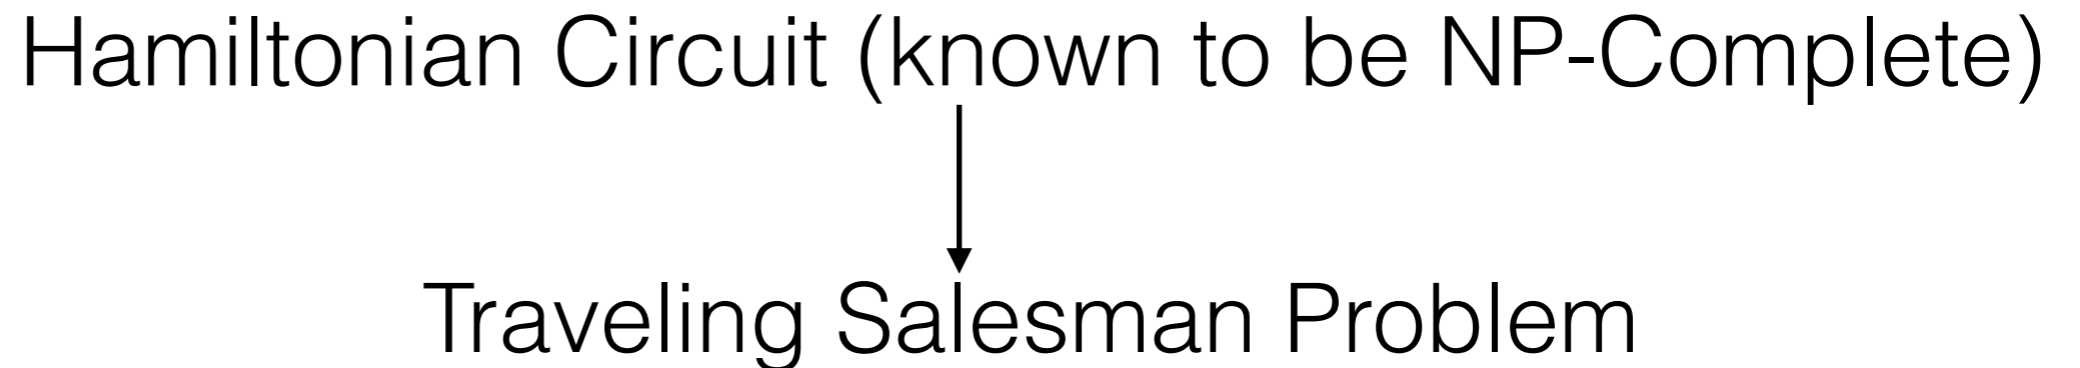 Hamiltonian Circuit (known to be NP-Complete)
Traveling Salesman Problem